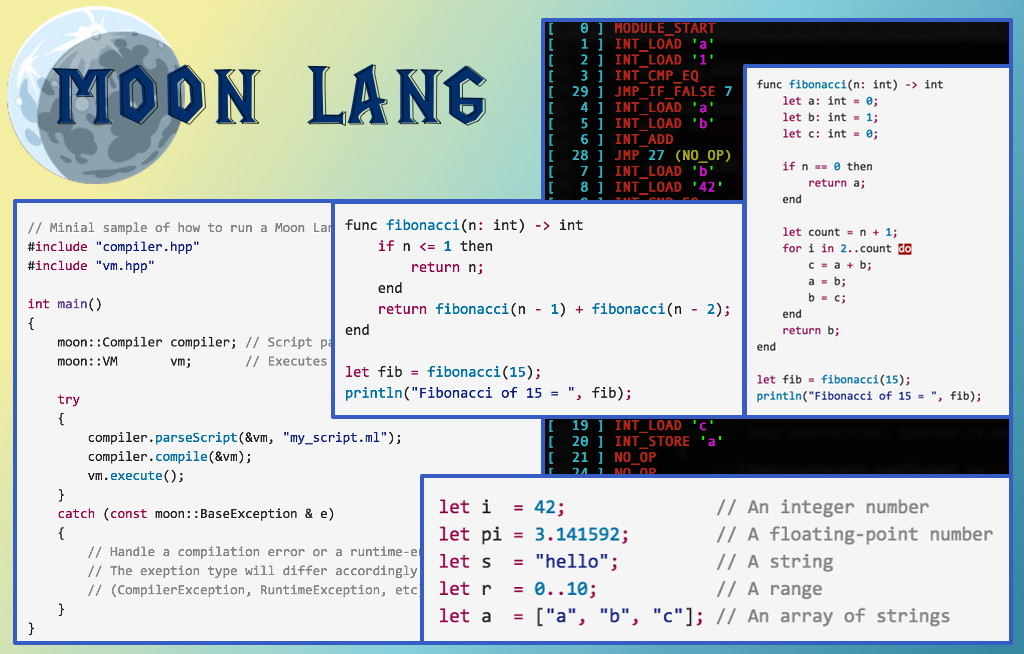 MOON LANG
[ 0 ] MODULE_START
[ 1 ] INT_LOAD 'a'
[ 2 ] INT_LOAD '1'
[ 3 ] INT_CMP_EQ
[ 29 ] JMP_IF_FALSE 7
[ 4 ] INT_LOAD 'a'
[ 5 ] INT_LOAD 'b'
[ 6 ] INT_ADD
[ 28 ] JMP 27 (NO_OP)
[ 7 ] INT_LOAD 'b'
[ 8 ] INT_LOAD '42'
func fibonacci(n: int) -> int
let a: int = 0;
let b: int = 1;
let c: int = 0;
if n == 0 then
return a;
end
let count = n + 1;
for i in 2..count do
c = a + b;
a = b;
b = c;
end
return b;
end
let fib = fibonacci(15);
println("Fibonacci of 15 = ", fib);
// Minial sample of how to run a Moon
#include "compiler.hpp"
#include "vm.hpp"
int main()
{
moon::Compiler compiler; // Script
moon::VM vm; // Executes
try
{
compiler.parseScript(&vm, "my_script.ml");
compiler.compile(&vm);
vm.execute();
}
catch (const moon::BaseException & e)
{
// Handle a compilation error or a
// The exeption type will differ accordingly
// (CompilerException, RuntimeException, etc
}
}
func fibonacci(n: int) -> int
if n <= 1 then
return n;
end
return fibonacci(n - 1) + fibonacci(n - 2);
end
let fib = fibonacci(15);
println("Fibonacci of 15 = ", fib);
[ 19 ] INT_LOAD 'c'
[ 20 ] INT_STORE 'a'
[ 21 ] NO_OP
[ 24 ] NO_OP
let i = 42; // An integer number
let pi = 3.141592; // A floating-point number
let s = "hello"; // A string
let r = 0..10; // A range
let a = ["a", "b", "c"]; // An array of strings